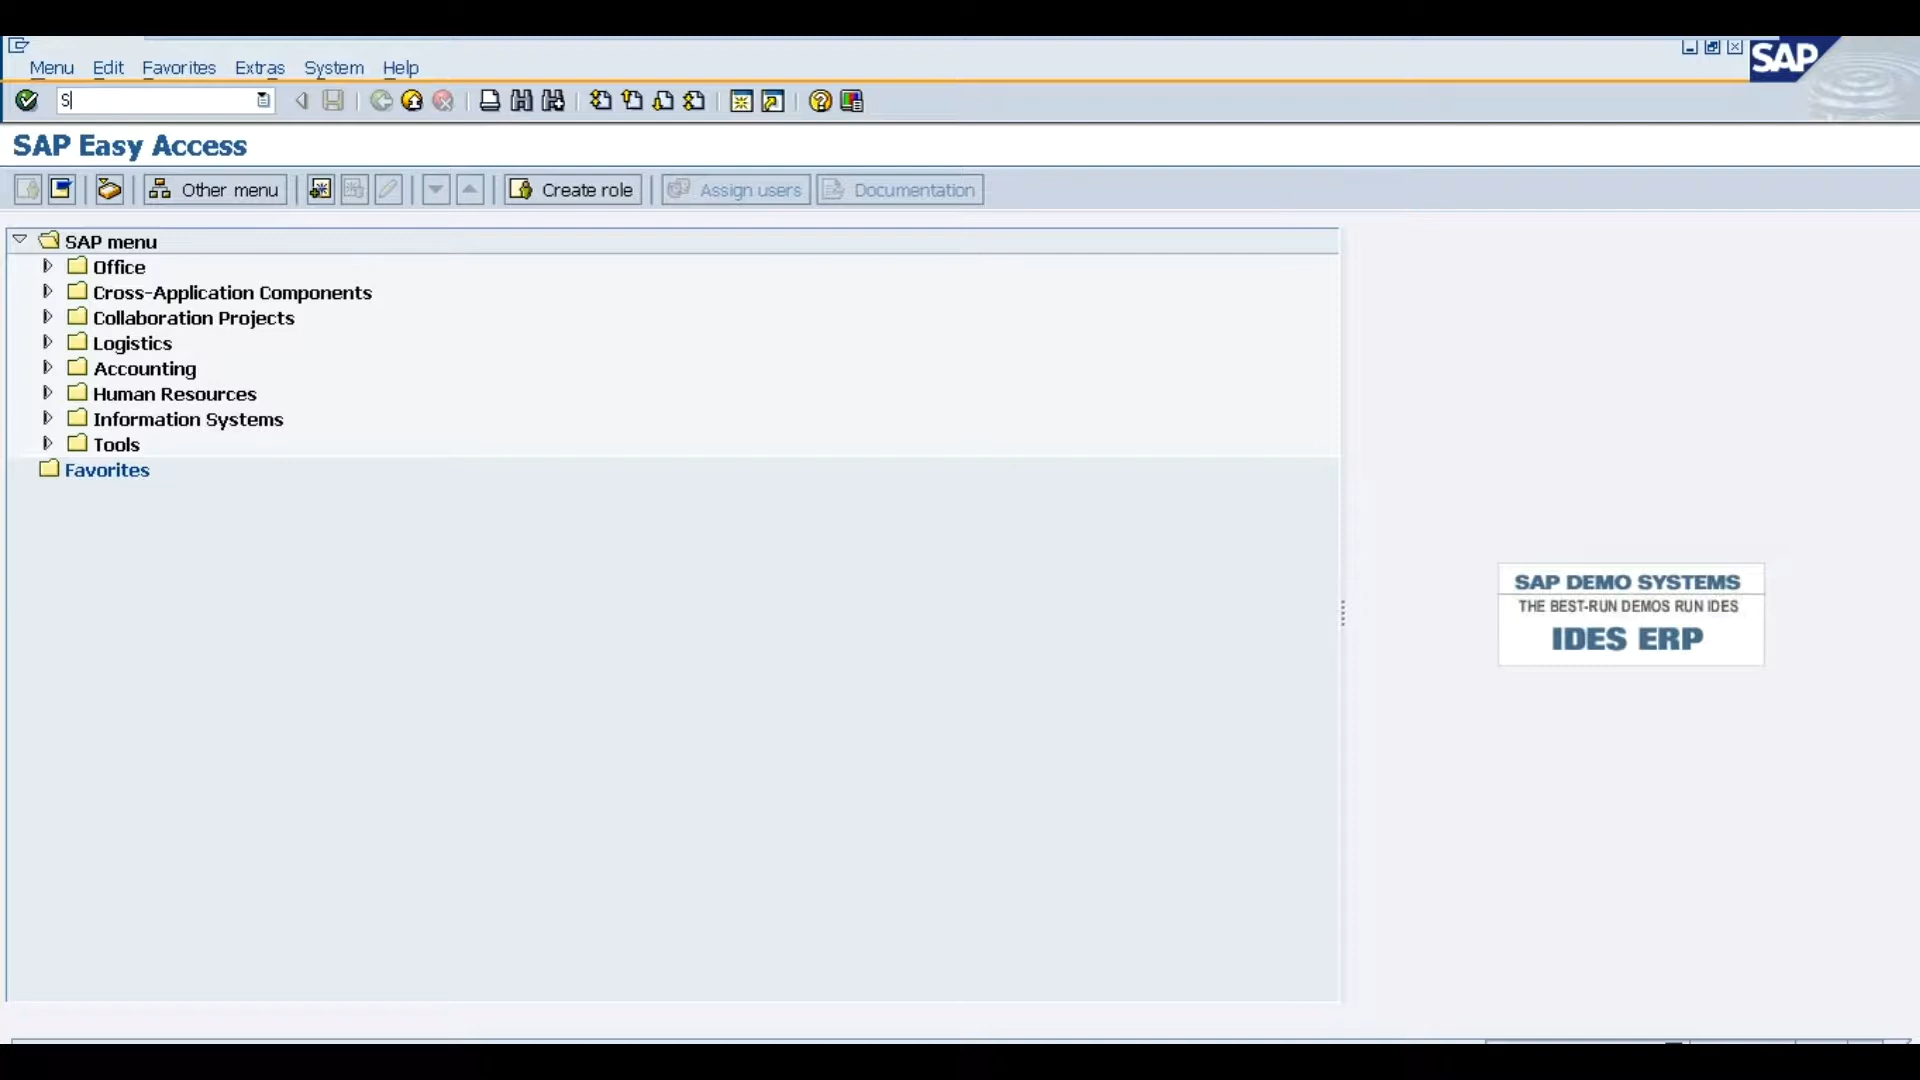 Menu Edit Favorites Extras System Help
SAP
S
SAP Easy Access
Other menu Create role Assign users Documentation
SAP menu
Office
Cross-Application Components
Collaboration Projects
Logistics
Accounting
Human Resources
Information Systems
Tools
Favorites
SAP DEMO SYSTEMS
THE BEST-RUN DEMOS RUN IDES
IDES ERP